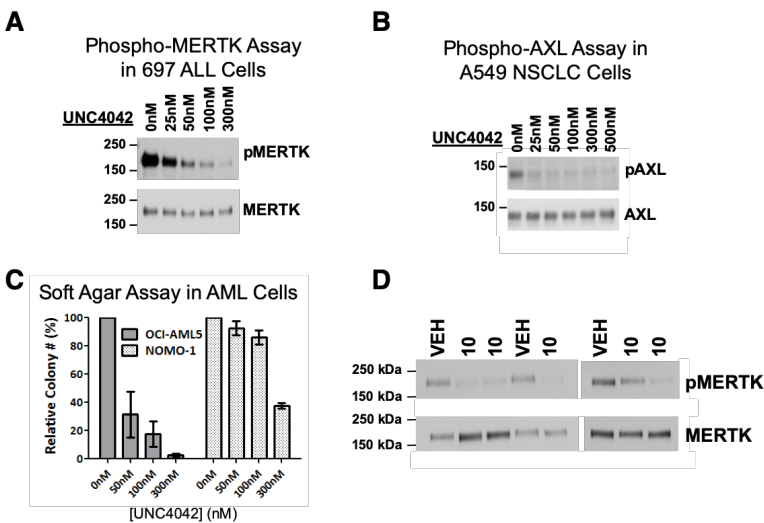 A
Phospho-MERTK Assay
in 697 ALL Cells
UNC4042
0nM
25nM
50nM
100nM
300nM
250
150
pMERTK
250
150
MERTK
B
Phospho-AXL Assay in
A549 NSCLC Cells
UNC4042
0nM
25nM
50nM
100nM
300nM
500nM
150
pAXL
150
AXL
C
Soft Agar Assay in AML Cells
Relative Colony # (%)
100
80
60
40
20
0
OCI-AML5
NOMO-1
0nM
50nM
100nM
300nM
0nM
50nM
100nM
300nM
[UNC4042] (nM)
D
VEH
10
10
VEH
10
VEH
10
10
250 kDa
150 kDa
pMERTK
250 kDa
150 kDa
MERTK